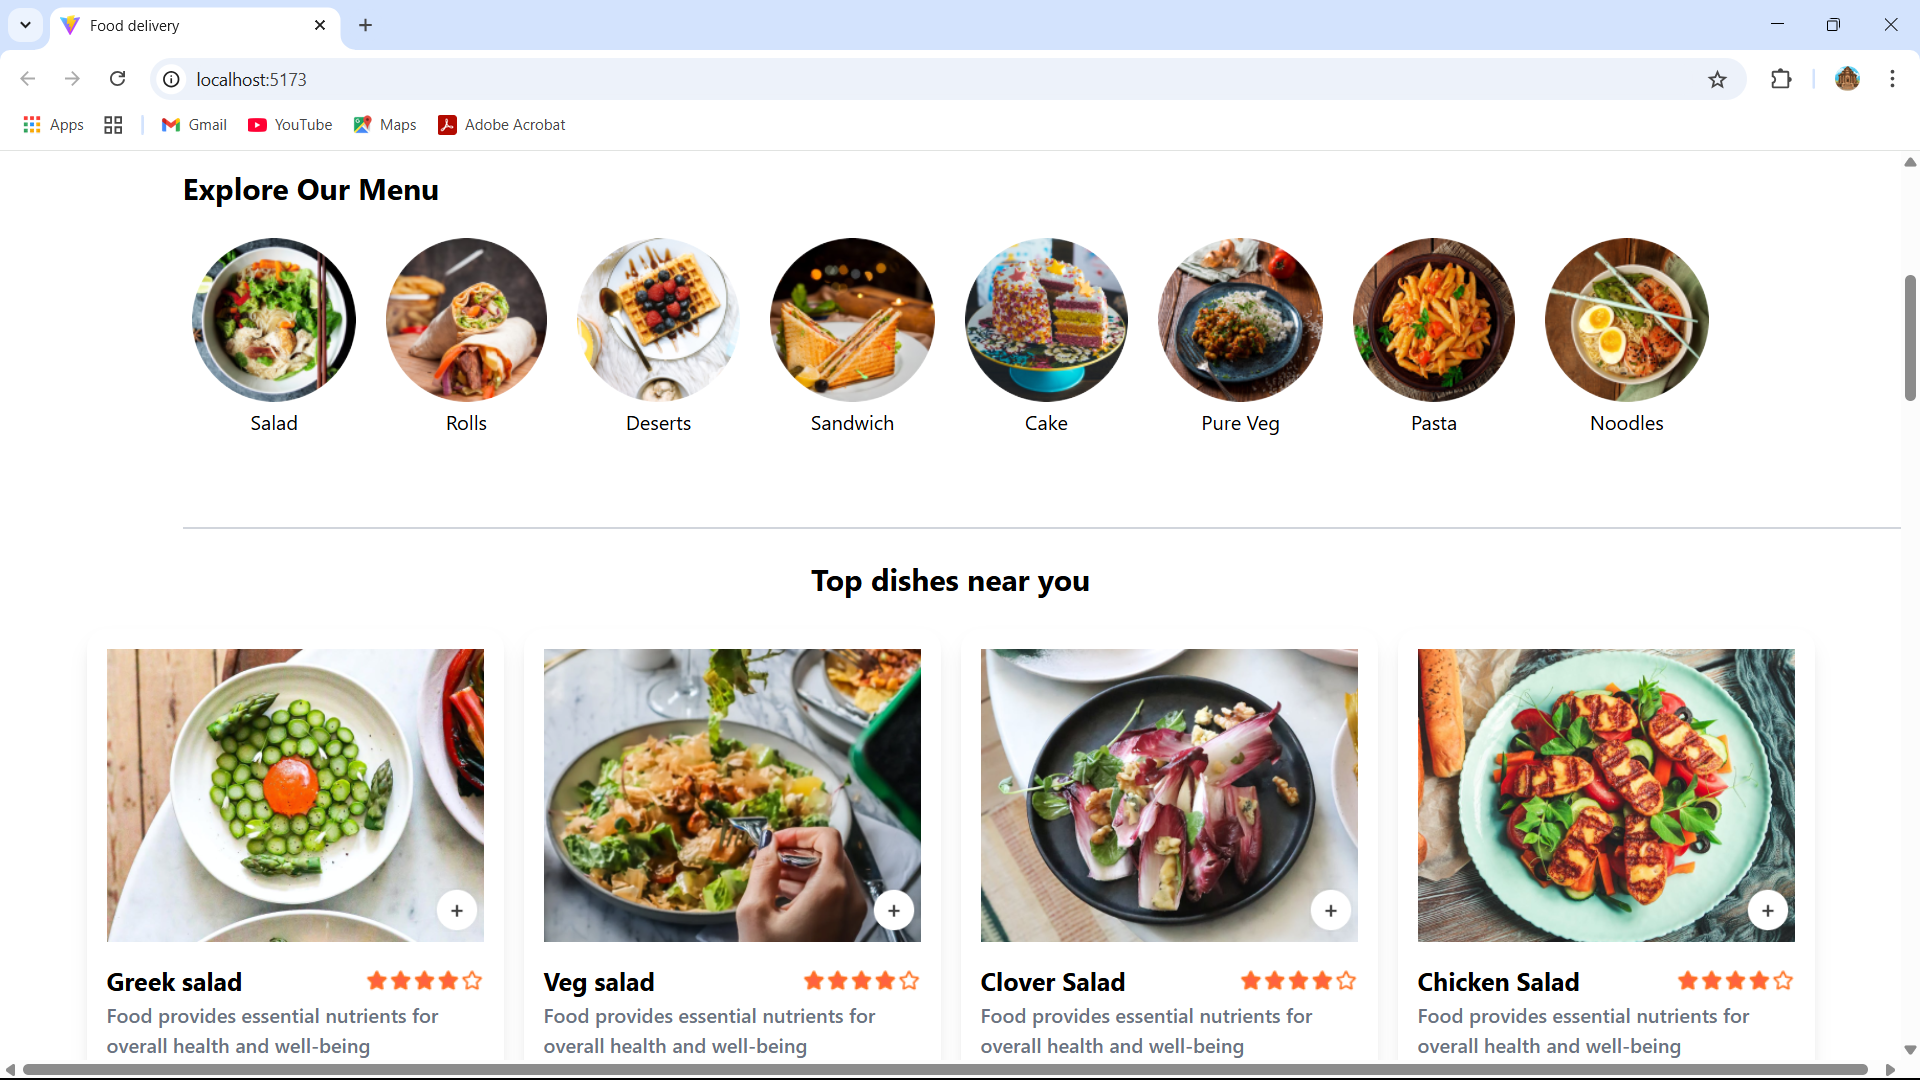 Food delivery
localhost:5173
Apps Gmail YouTube Maps Adobe Acrobat
Explore Our Menu
Salad Rolls Deserts Sandwich Cake Pure Veg Pasta Noodles
Top dishes near you
+ + + +
Greek salad Veg salad Clover Salad Chicken Salad
Food provides essential nutrients for Food provides essential nutrients for Food provides essential nutrients for Food provides essential nutrients for
overall health and well-being overall health and well-being overall health and well-being overall health and well-being